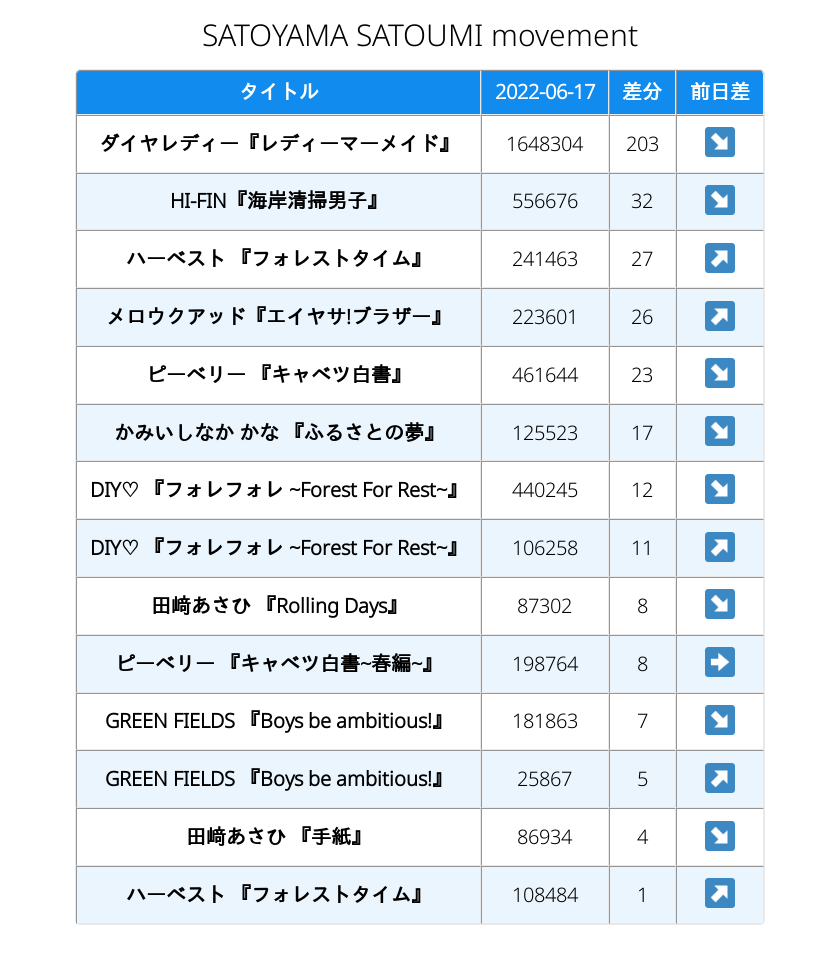 SATOYAMA SATOUMI movement
タイトル 2022-06-17 差分 前日差
ダイヤレディー『レディーマーメイド』 1648304 203 ↘
HI-FIN『海岸清掃男子』 556676 32 ↘
ハーベスト 『フォレストタイム』 241463 27 ↗
メロウクアッド『エイヤサ!ブラザー』 223601 26 ↗
ピーベリー 『キャベツ白書』 461644 23 ↘
かみいしなか かな 『ふるさとの夢』 125523 17 ↘
DIY♡ 『フォレフォレ ~Forest For Rest~』 440245 12 ↘
DIY♡ 『フォレフォレ ~Forest For Rest~』 106258 11 ↗
田﨑あさひ 『Rolling Days』 87302 8 ↘
ピーベリー 『キャベツ白書~春編~』 198764 8 ➡
GREEN FIELDS 『Boys be ambitious!』 181863 7 ↘
GREEN FIELDS 『Boys be ambitious!』 25867 5 ↗
田﨑あさひ 『手紙』 86934 4 ↘
ハーベスト 『フォレストタイム』 108484 1 ↗